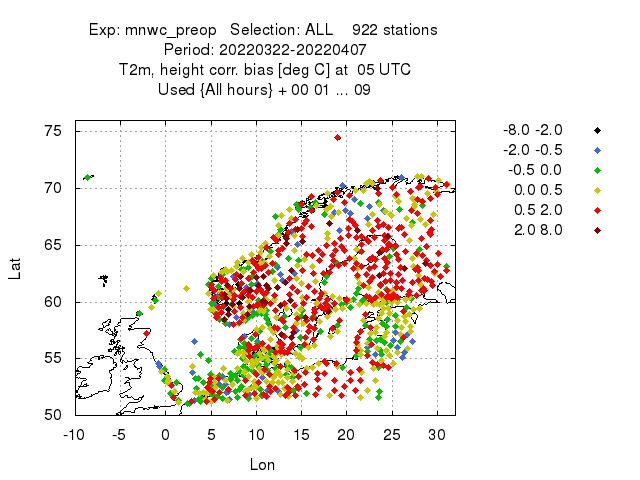 Exp: mnwc_preop   Selection: ALL    922 stations
Period: 20220322-20220407
T2m, height corr. bias [deg C] at  05 UTC
Used {All hours} + 00 01 ... 09
-8.0 -2.0
-2.0 -0.5
-0.5 0.0
0.0 0.5
0.5 2.0
2.0 8.0
75
70
65
60
55
50
Lat
-10 -5 0 5 10 15 20 25 30
Lon